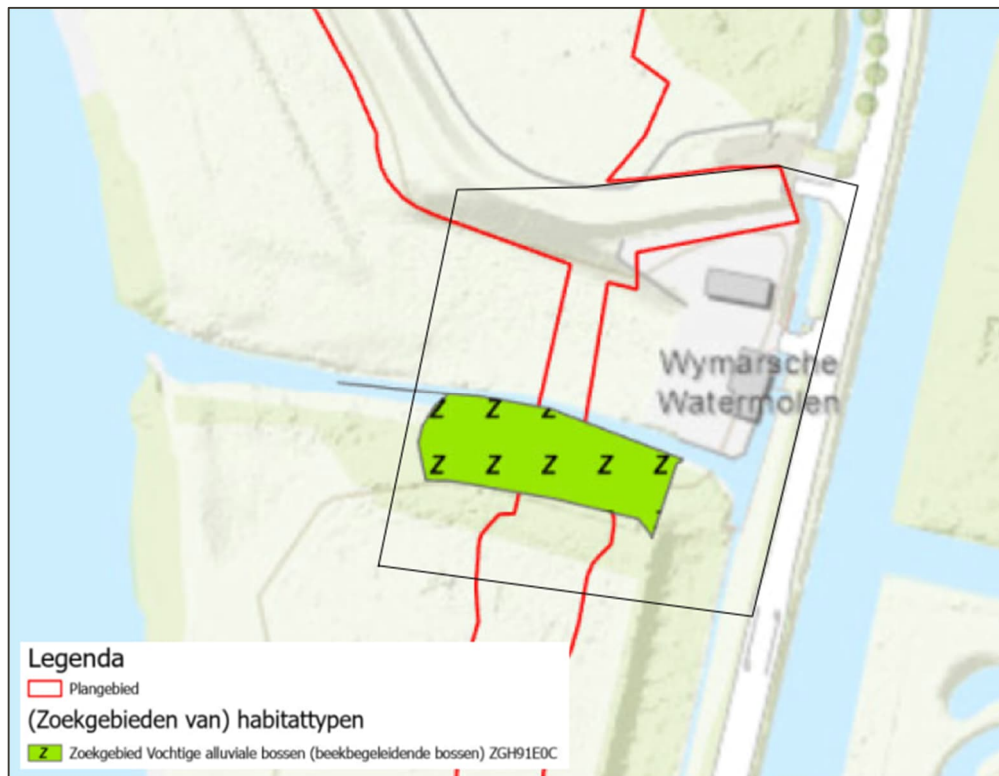 Z Z Z
Z Z Z Z Z
Wymarsche
Watermolen
Legenda
Plangebied
(Zoekgebieden van) habitattypen
Z Zoekgebied Vochtige alluviale bossen (beekbegeleidende bossen) ZGH91E0C